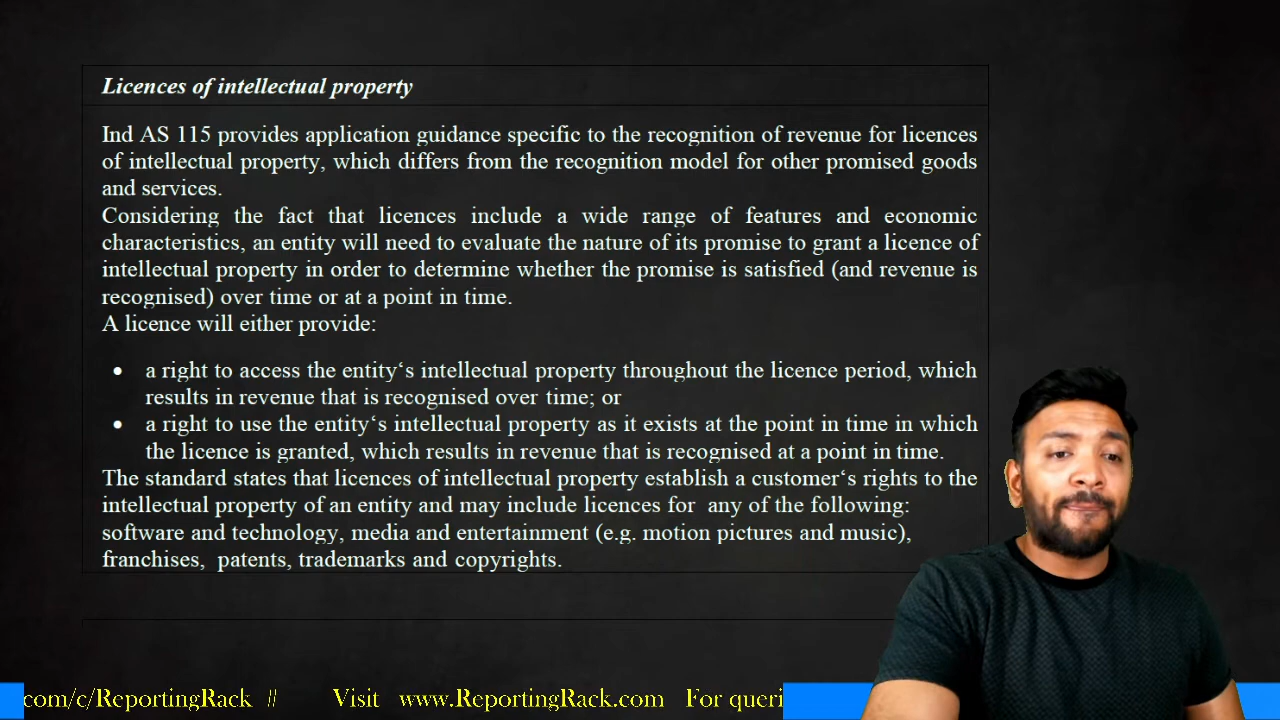 Licences of intellectual property
Ind AS 115 provides application guidance specific to the recognition of revenue for licences
of intellectual property, which differs from the recognition model for other promised goods
and services.
Considering the fact that licences include a wide range of features and economic
characteristics, an entity will need to evaluate the nature of its promise to grant a licence of
intellectual property in order to determine whether the promise is satisfied (and revenue is
recognised) over time or at a point in time.
A licence will either provide:
• a right to access the entity‘s intellectual property throughout the licence period, which
results in revenue that is recognised over time; or
• a right to use the entity‘s intellectual property as it exists at the point in time in which
the licence is granted, which results in revenue that is recognised at a point in time.
The standard states that licences of intellectual property establish a customer‘s rights to the
intellectual property of an entity and may include licences for any of the following:
software and technology, media and entertainment (e.g. motion pictures and music),
franchises, patents, trademarks and copyrights.
com/c/ReportingRack // Visit www.ReportingRack.com For queri